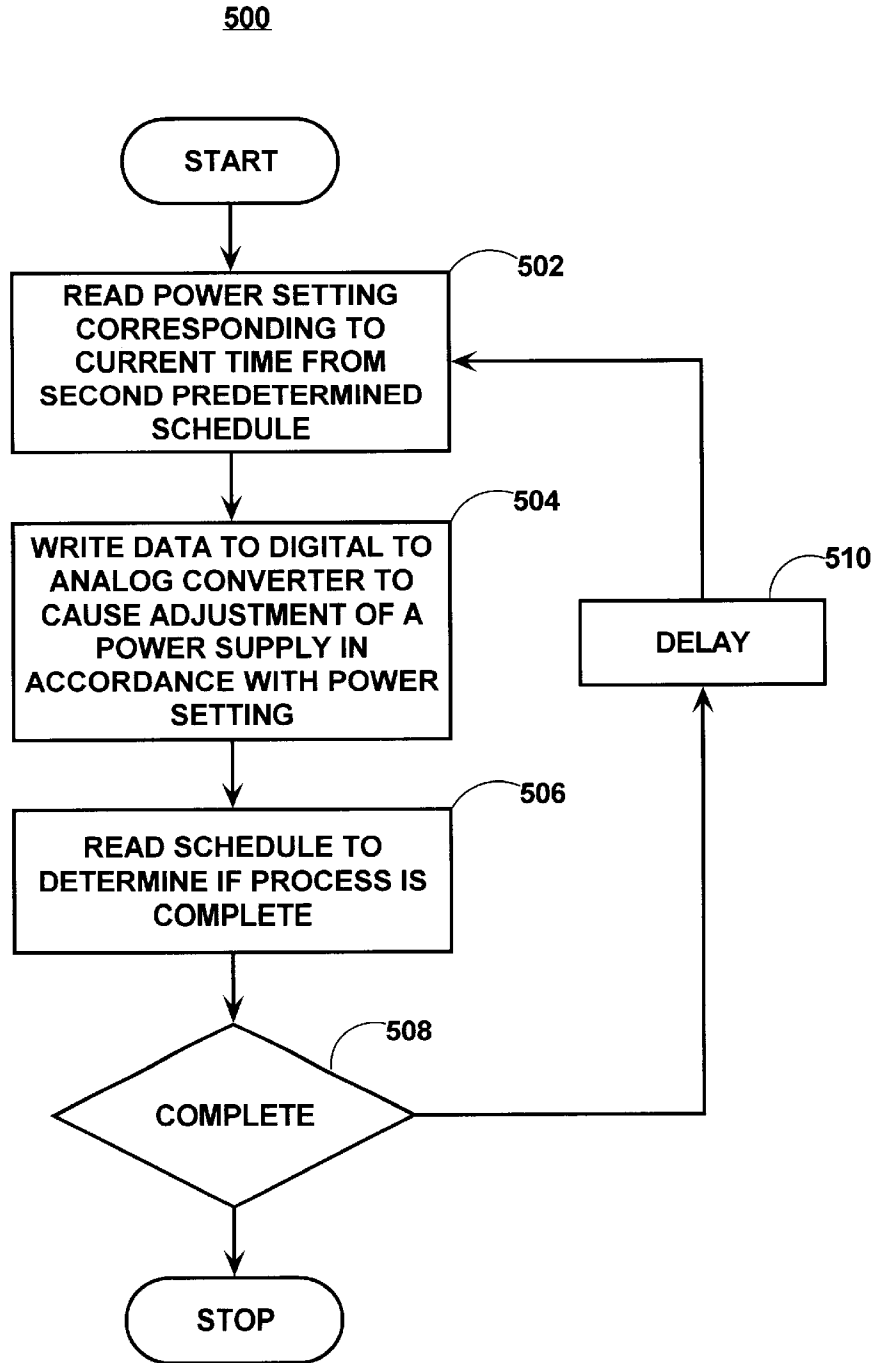 500
START
502
READ POWER SETTING
CORRESPONDING TO
CURRENT TIME FROM
SECOND PREDETERMINED
SCHEDULE
504
WRITE DATA TO DIGITAL TO
ANALOG CONVERTER TO
CAUSE ADJUSTMENT OF A
POWER SUPPLY IN
ACCORDANCE WITH POWER
SETTING
510
DELAY
506
READ SCHEDULE TO
DETERMINE IF PROCESS IS
COMPLETE
508
COMPLETE
STOP